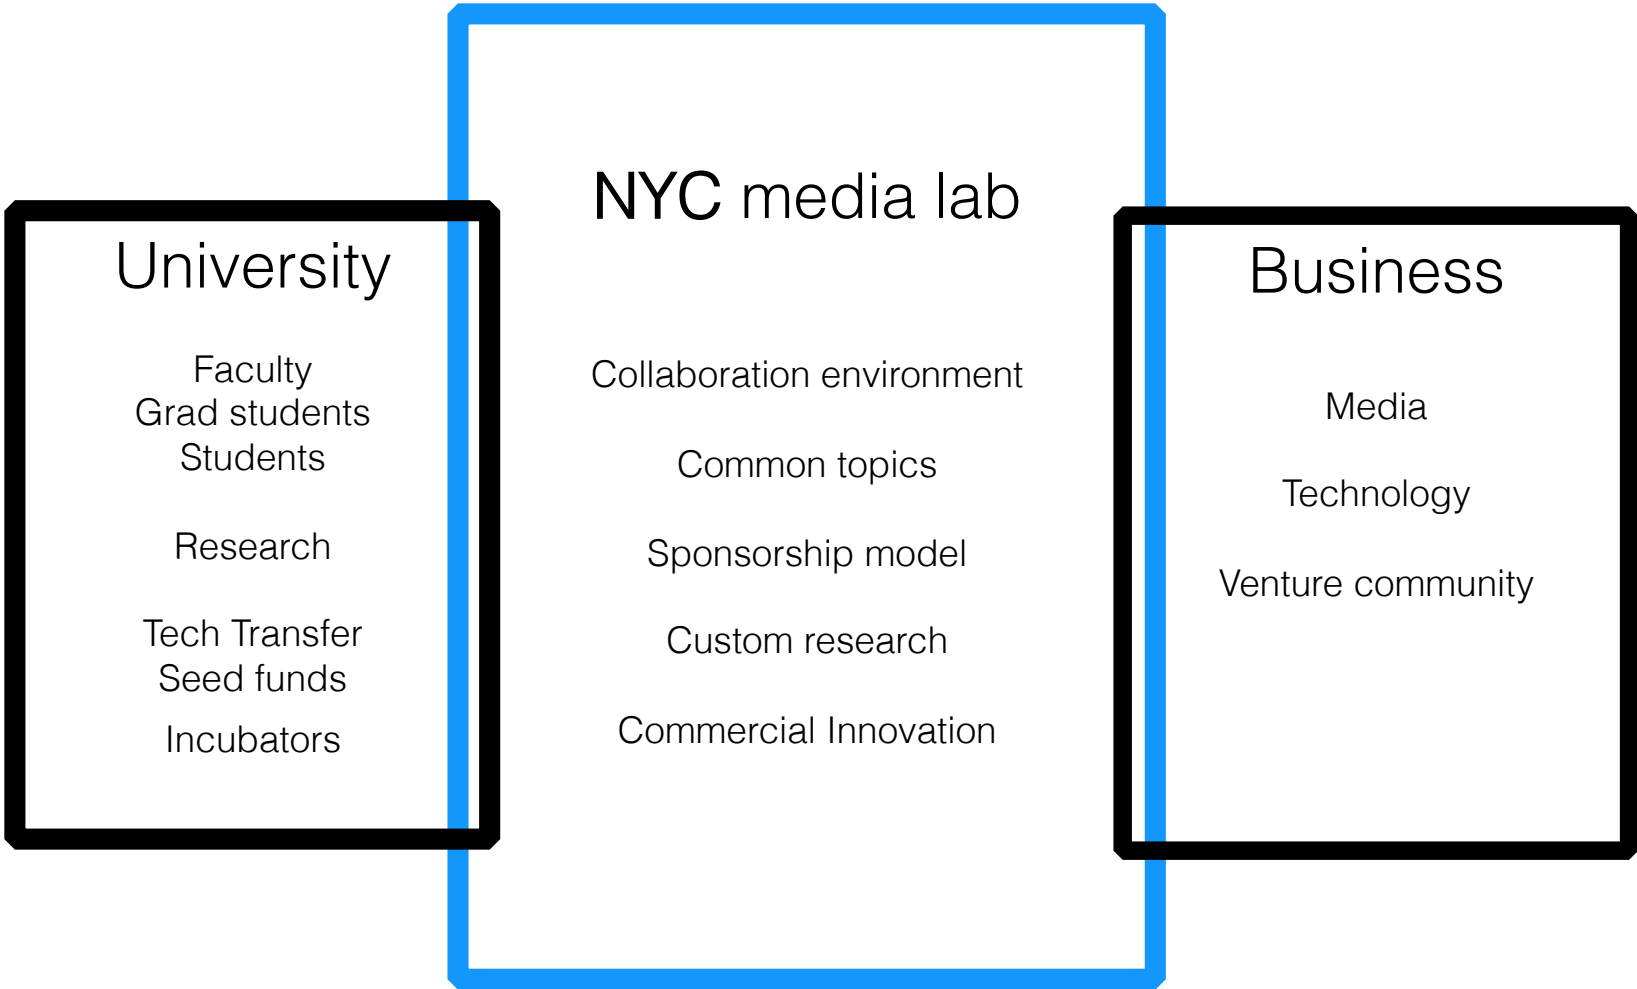 University
Faculty
Grad students
Students
Research
Tech Transfer
Seed funds
Incubators
NYC media lab
Collaboration environment
Common topics
Sponsorship model
Custom research
Commercial Innovation
Business
Media
Technology
Venture community